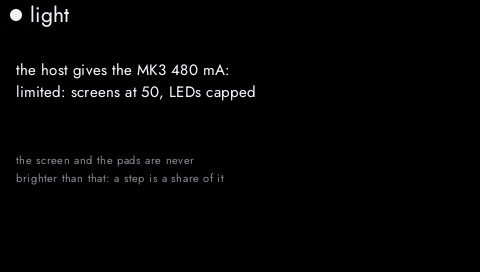 light
the host gives the MK3 480 mA:
limited: screens at 50, LEDs capped
the screen and the pads are never
brighter than that: a step is a share of it